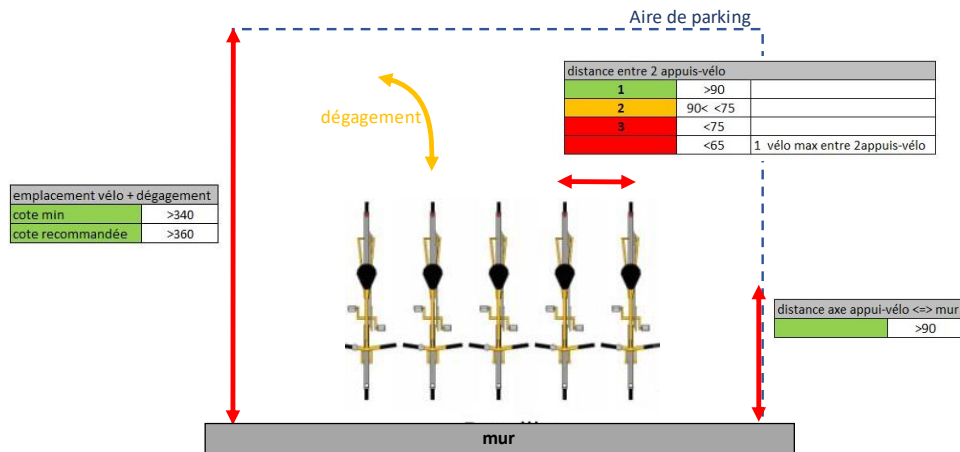 Aire de parking
distance entre 2 appuis-vélo
1 >90
2 90< <75
3 <75
<65 1 vélo max entre 2appuis-vélo
dégagement
emplacement vélo + dégagement
cote min >340
cote recommandée >360
distance axe appui-vélo <=> mur
>90
mur